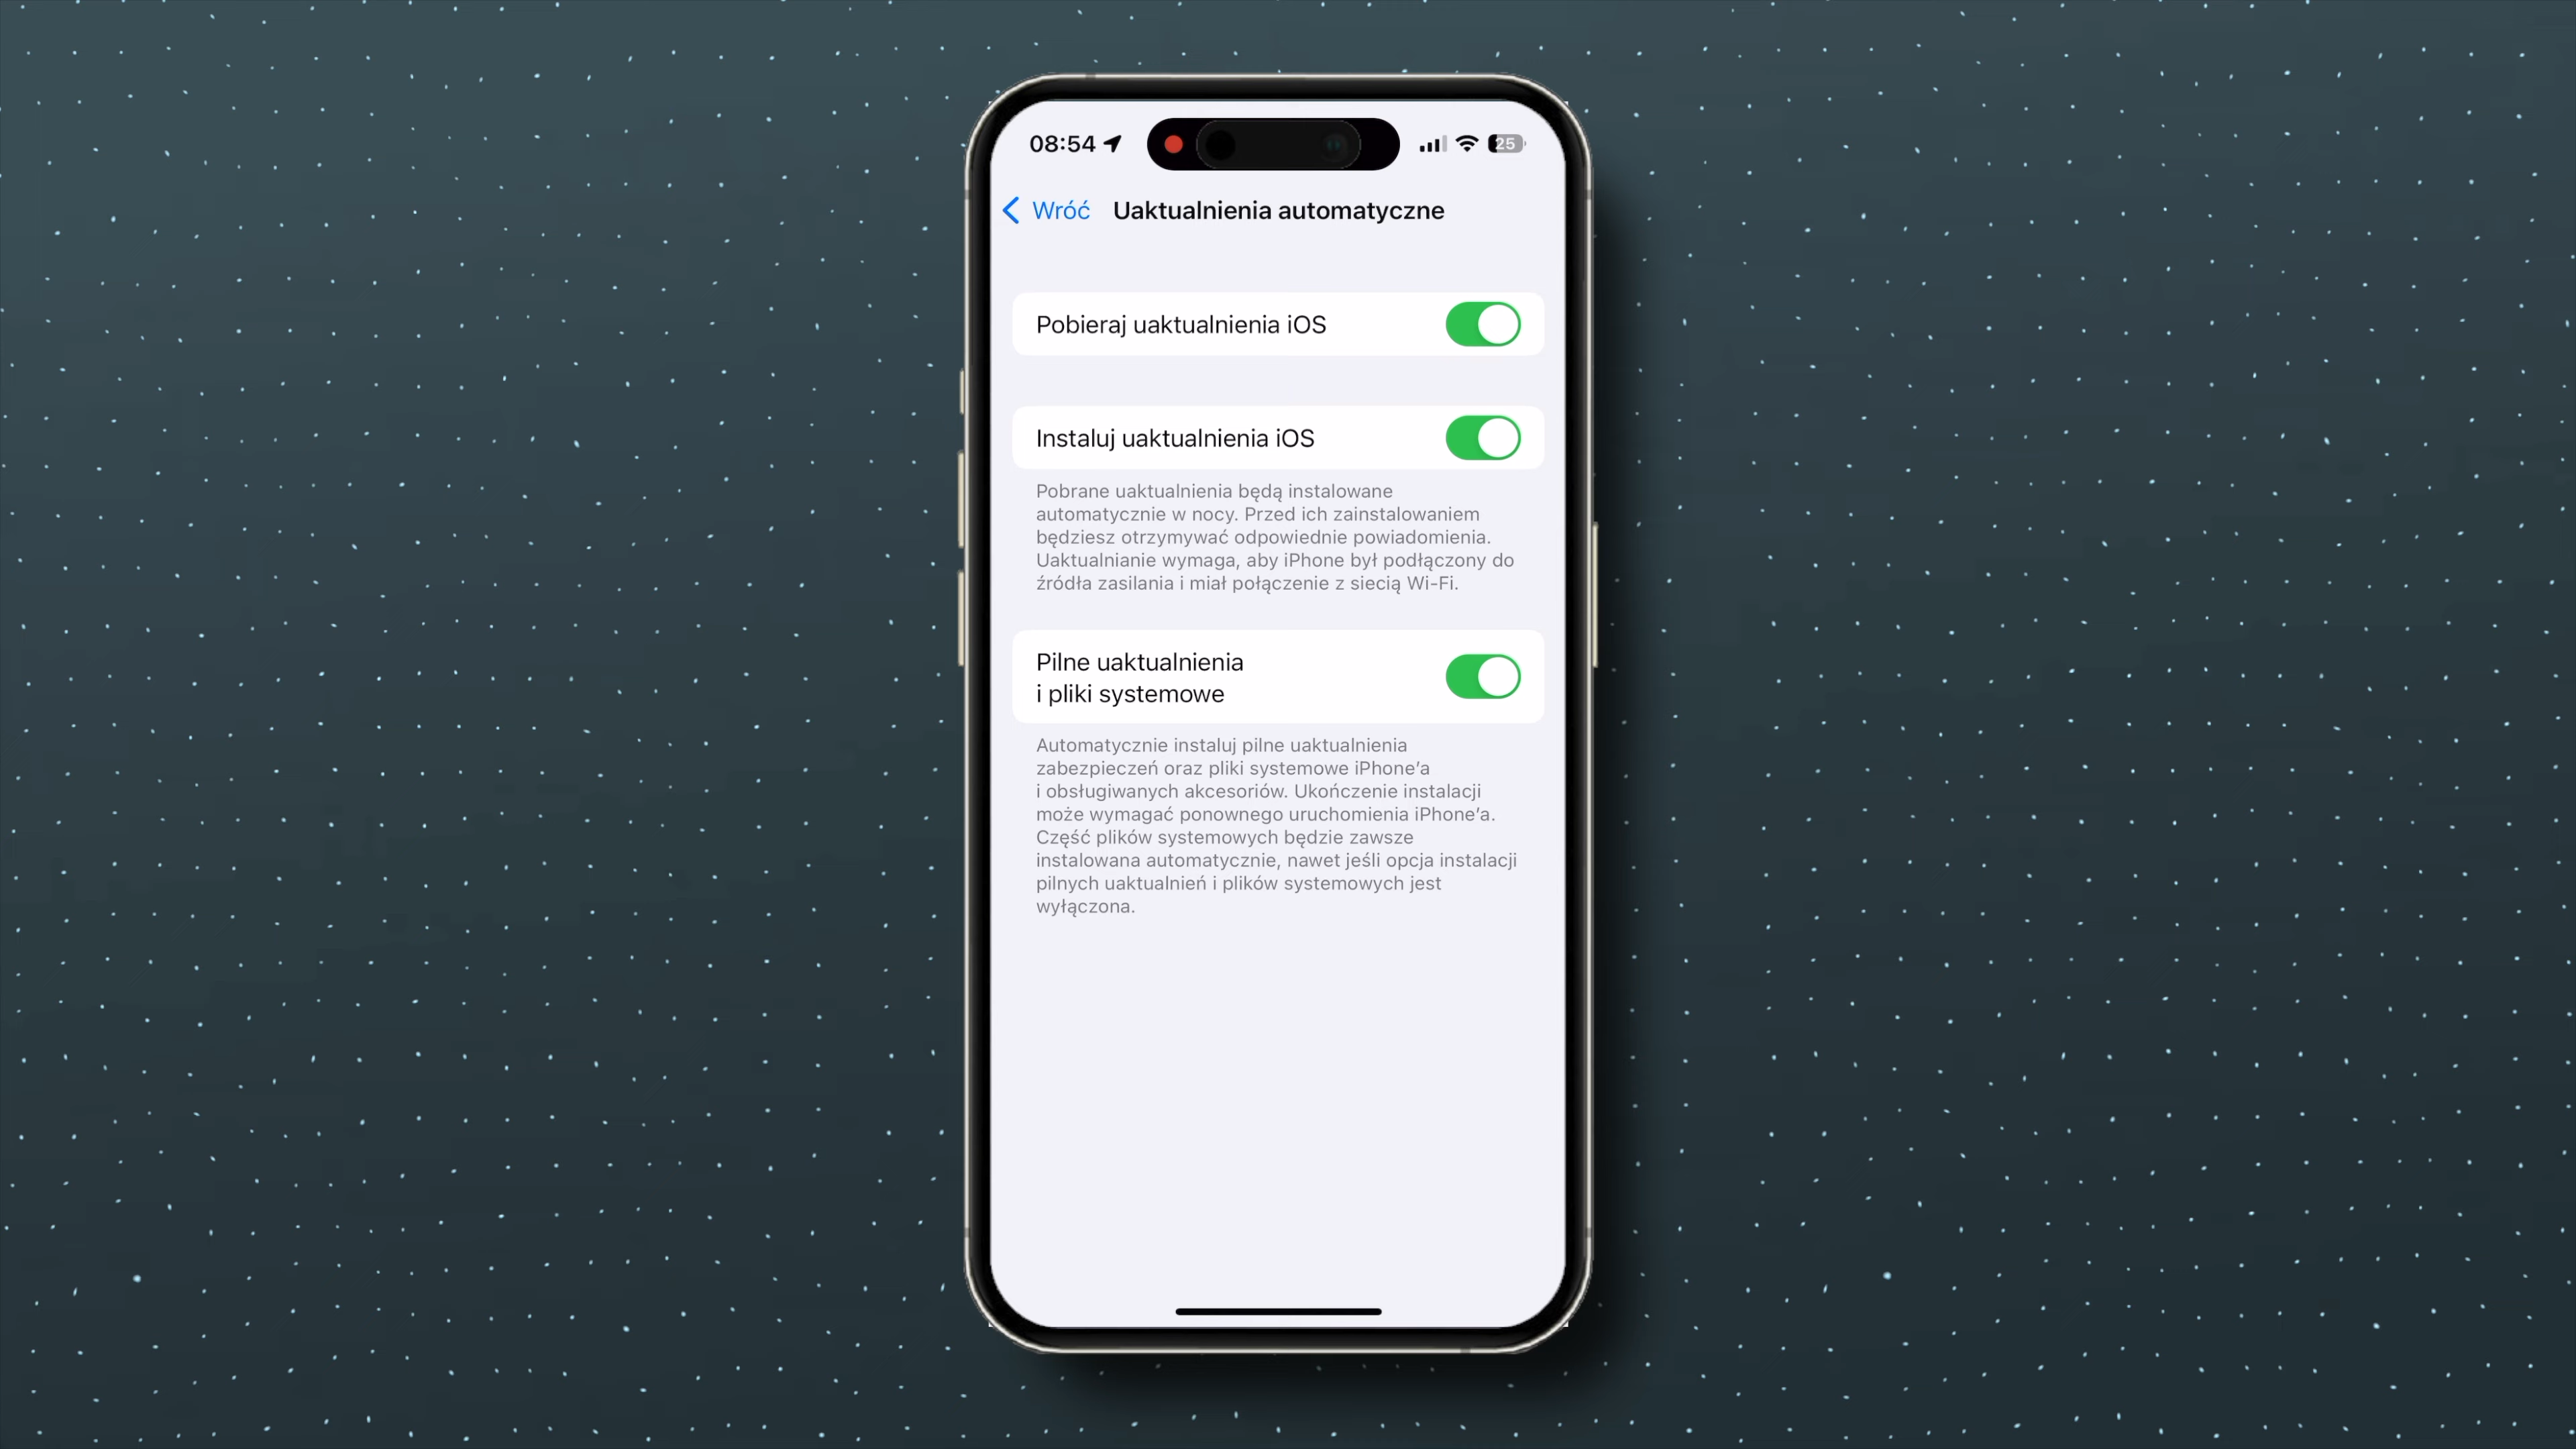 08:54
25
Wróć
Uaktualnienia automatyczne
Pobieraj uaktualnienia iOS
Instaluj uaktualnienia iOS
Pobrane uaktualnienia będą instalowane
automatycznie w nocy. Przed ich zainstalowaniem
będziesz otrzymywać odpowiednie powiadomienia.
Uaktualnianie wymaga, aby iPhone był podłączony do
źródła zasilania i miał połączenie z siecią Wi-Fi.
Pilne uaktualnienia
i pliki systemowe
Automatycznie instaluj pilne uaktualnienia
zabezpieczeń oraz pliki systemowe iPhone’a
i obsługiwanych akcesoriów. Ukończenie instalacji
może wymagać ponownego uruchomienia iPhone’a.
Część plików systemowych będzie zawsze
instalowana automatycznie, nawet jeśli opcja instalacji
pilnych uaktualnień i plików systemowych jest
wyłączona.